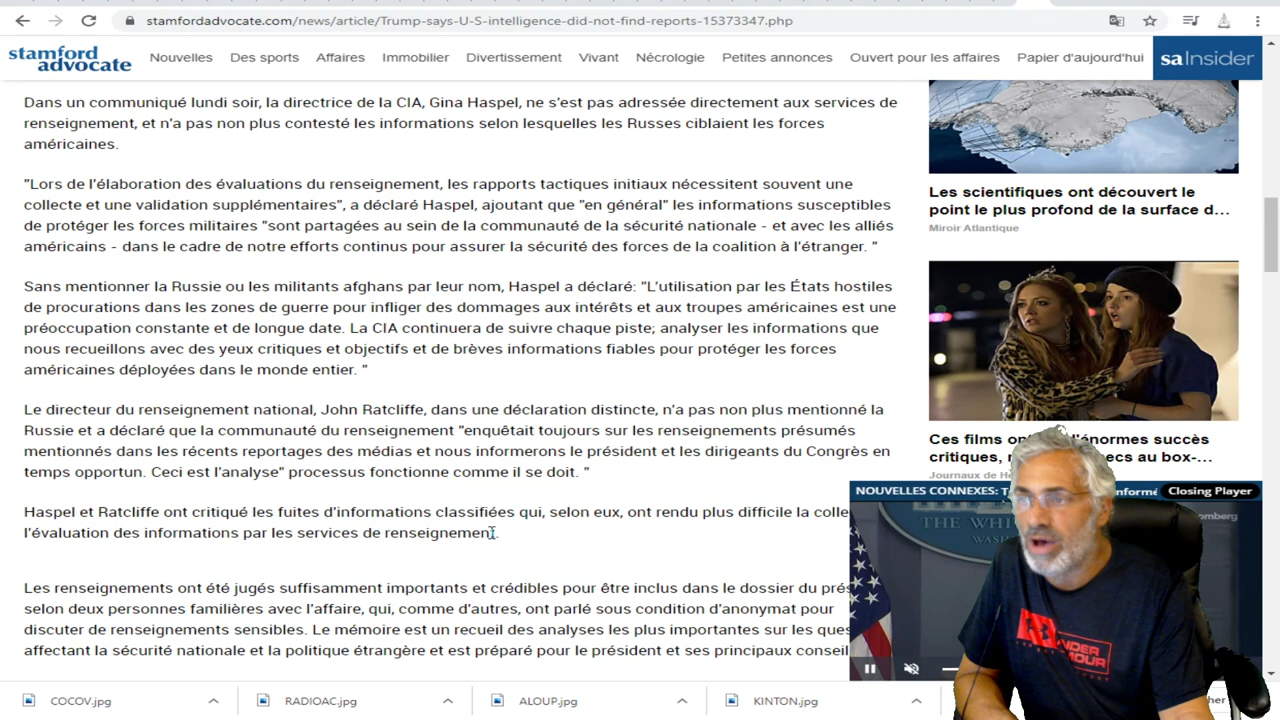 stamfordadvocate.com/news/article/Trump-says-U-S-intelligence-did-not-find-reports-15373347.php
stamford
advocate
Nouvelles Des sports Affaires Immobilier Divertissement Vivant Nécrologie Petites annonces Ouvert pour les affaires Papier d'aujourd'hui
saInsider
Dans un communiqué lundi soir, la directrice de la CIA, Gina Haspel, ne s'est pas adressée directement aux services de
renseignement, et n'a pas non plus contesté les informations selon lesquelles les Russes ciblaient les forces
américaines.
"Lors de l'élaboration des évaluations du renseignement, les rapports tactiques initiaux nécessitent souvent une
collecte et une validation supplémentaires", a déclaré Haspel, ajoutant que "en général" les informations susceptibles
de protéger les forces militaires "sont partagées au sein de la communauté de la sécurité nationale - et avec les alliés
américains - dans le cadre de notre efforts continus pour assurer la sécurité des forces de la coalition à l'étranger. "
Sans mentionner la Russie ou les militants afghans par leur nom, Haspel a déclaré: "L'utilisation par les États hostiles
de procurations dans les zones de guerre pour infliger des dommages aux intérêts et aux troupes américaines est une
préoccupation constante et de longue date. La CIA continuera de suivre chaque piste; analyser les informations que
nous recueillons avec des yeux critiques et objectifs et de brèves informations fiables pour protéger les forces
américaines déployées dans le monde entier. "
Le directeur du renseignement national, John Ratcliffe, dans une déclaration distincte, n'a pas non plus mentionné la
Russie et a déclaré que la communauté du renseignement "enquêtait toujours sur les renseignements présumés
mentionnés dans les récents reportages des médias et nous informerons le président et les dirigeants du Congrès en
temps opportun. Ceci est l'analyse" processus fonctionne comme il se doit. "
Haspel et Ratcliffe ont critiqué les fuites d'informations classifiées qui, selon eux, ont rendu plus difficile la colle
l'évaluation des informations par les services de renseignement.
Les renseignements ont été jugés suffisamment importants et crédibles pour être inclus dans le dossier du prés
selon deux personnes familières avec l'affaire, qui, comme d'autres, ont parlé sous condition d'anonymat pour
discuter de renseignements sensibles. Le mémoire est un recueil des analyses les plus importantes sur les ques
affectant la sécurité nationale et la politique étrangère et est préparé pour le président et ses principaux conseil
Les scientifiques ont découvert le
point le plus profond de la surface d...
Miroir Atlantique
Ces films ont d'énormes succès
critiques,
ecs au box-...
Journaux de
NOUVELLES CONNEXES: T
informé
Closing Player
omberg
THE WHI
WASH
UNDER
ARMOUR
COCOV.jpg RADIOAC.jpg ALOUP.jpg KINTON.jpg
her